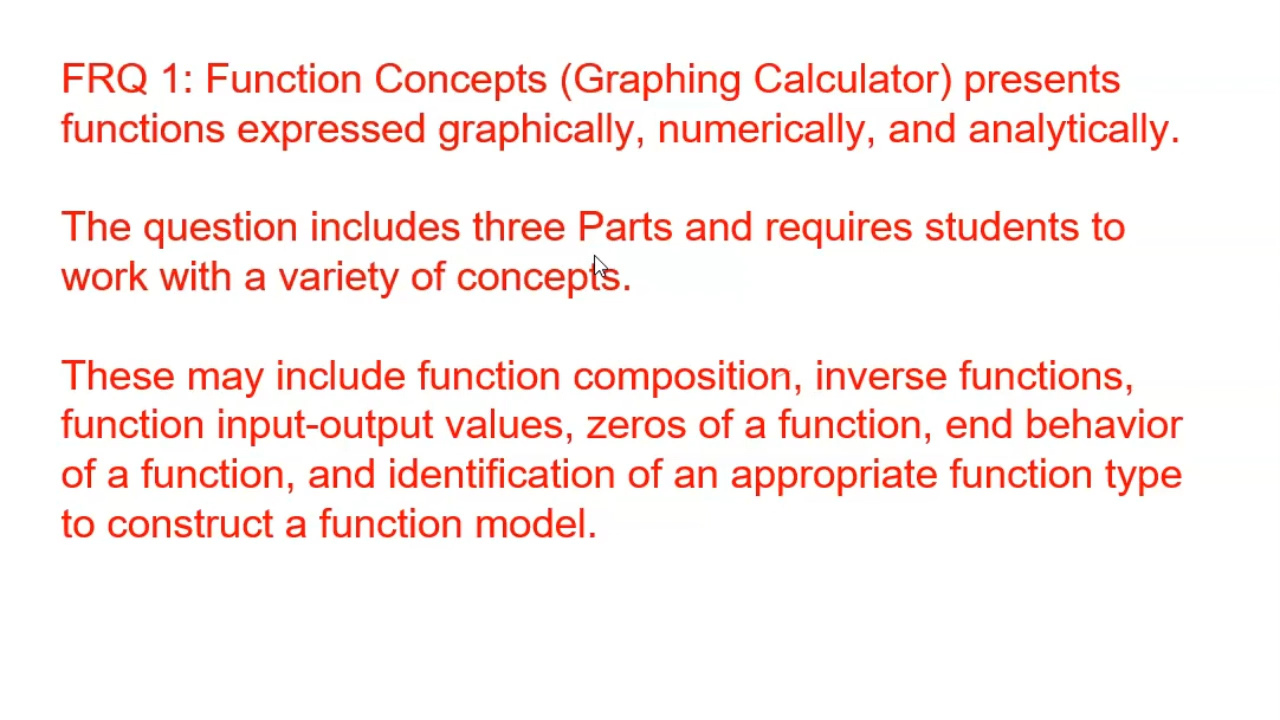 FRQ 1: Function Concepts (Graphing Calculator) presents
functions expressed graphically, numerically, and analytically.
The question includes three Parts and requires students to
work with a variety of concepts.
These may include function composition, inverse functions,
function input-output values, zeros of a function, end behavior
of a function, and identification of an appropriate function type
to construct a function model.